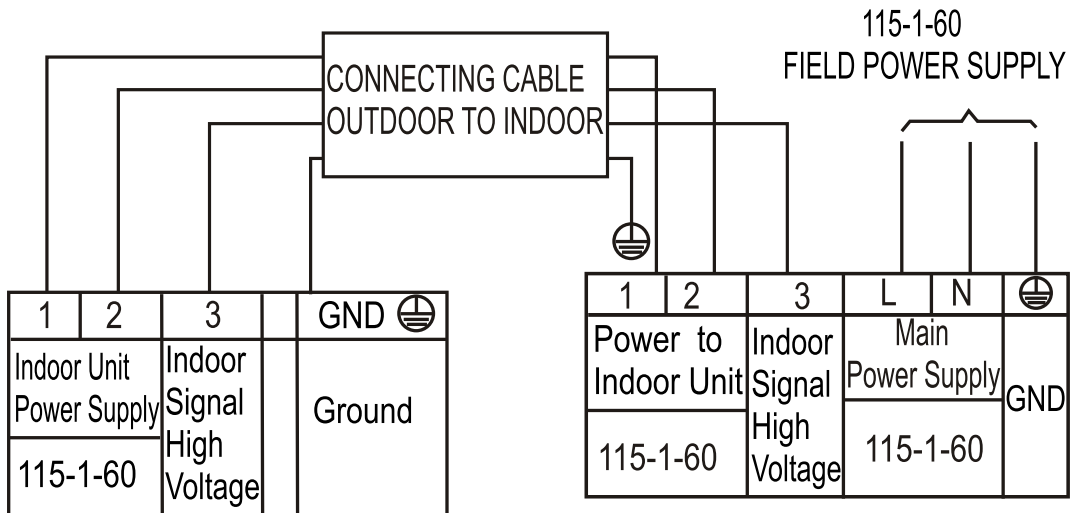 115-1-60
FIELD POWER SUPPLY
CONNECTING CABLE
OUTDOOR TO INDOOR
1 2 3 GND
Indoor Unit
Power Supply
115-1-60
Indoor
Signal
High
Voltage
Ground
1 2 3 L N
Power to
Indoor Unit
115-1-60
Indoor
Signal
High
Voltage
Main
Power Supply
115-1-60
GND